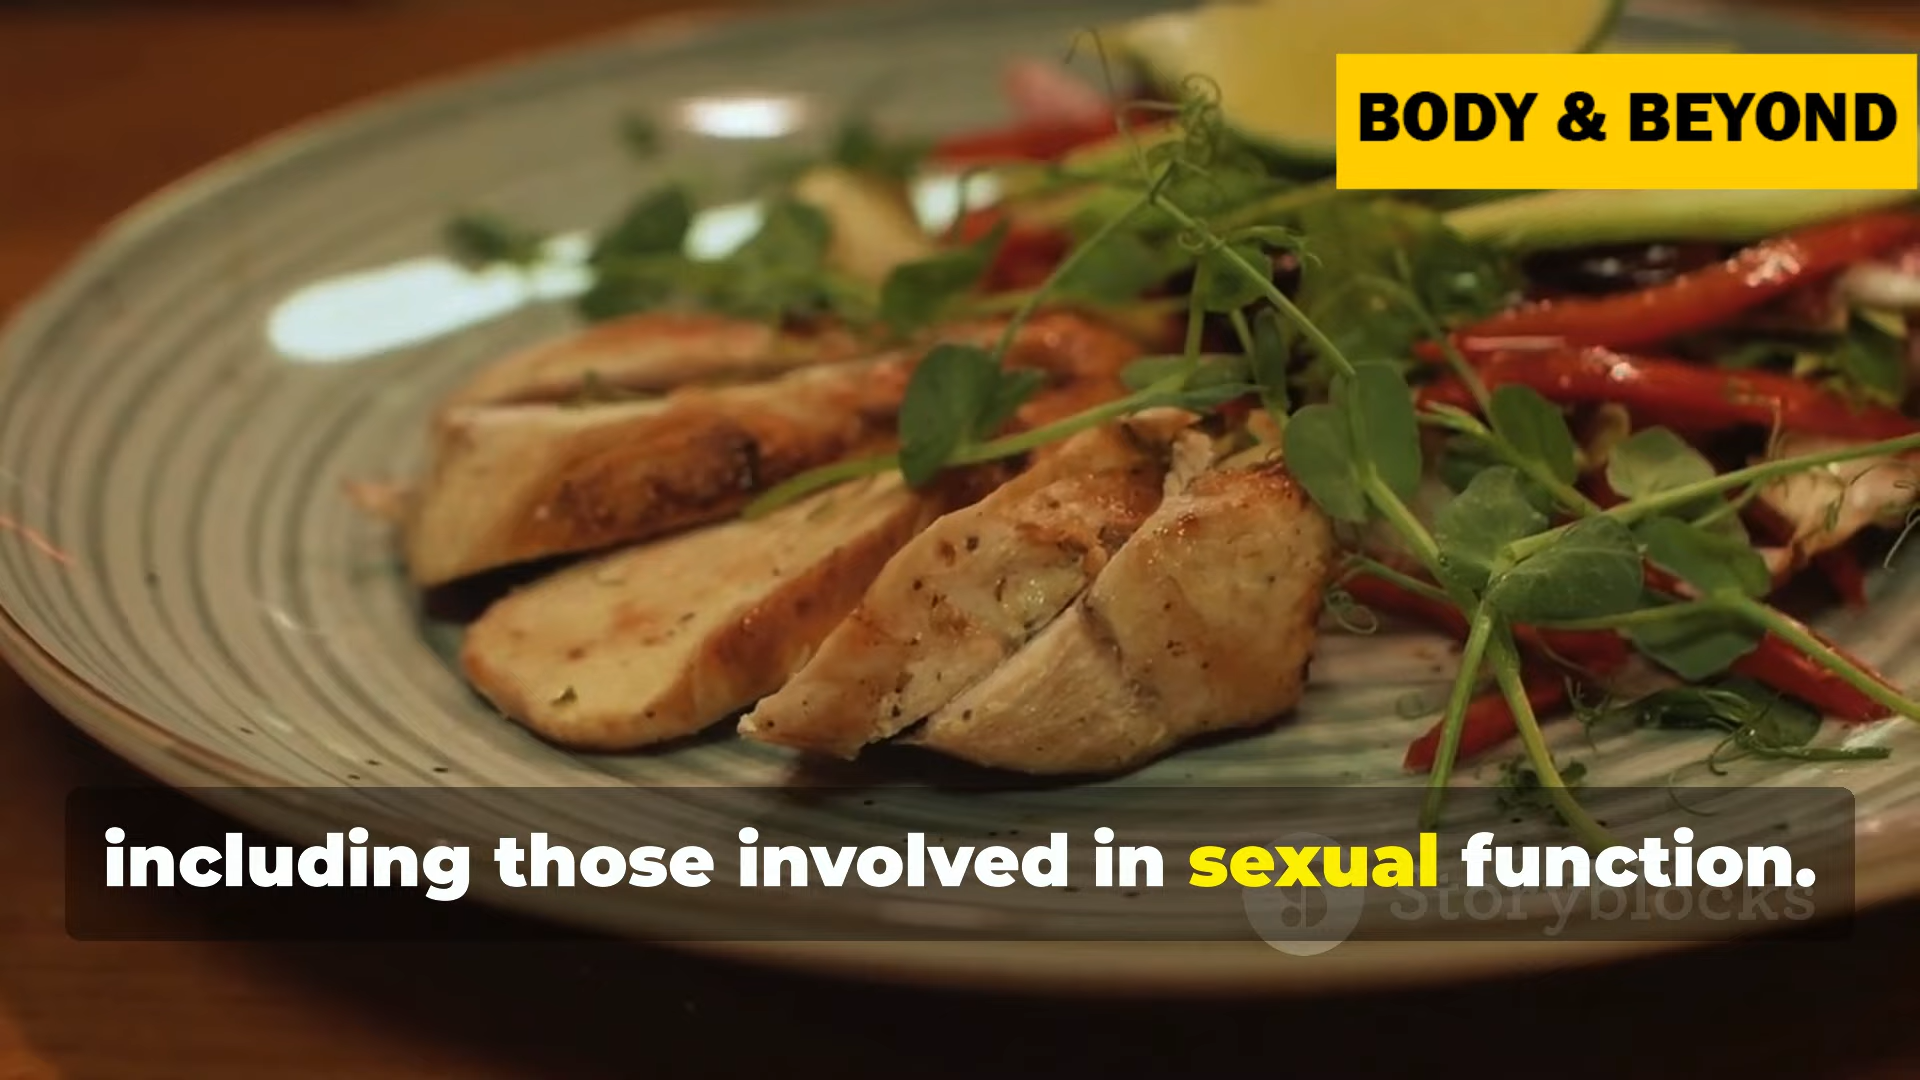 BODY & BEYOND
including those involved in sexual function.
Storyblocks